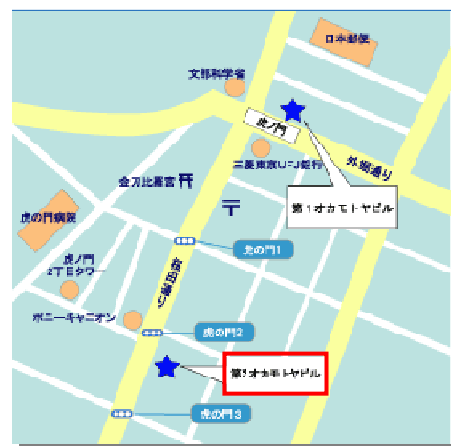 日本郵便
文部科学省
虎ノ門
三菱東京UFJ銀行
外堀通り
金刀比羅宮
第1オカモトヤビル
虎の門病院
虎の門1
虎ノ門
2丁目タワー
桜田通り
ポニーキャニオン
虎の門2
第3オカモトヤビル
虎の門3